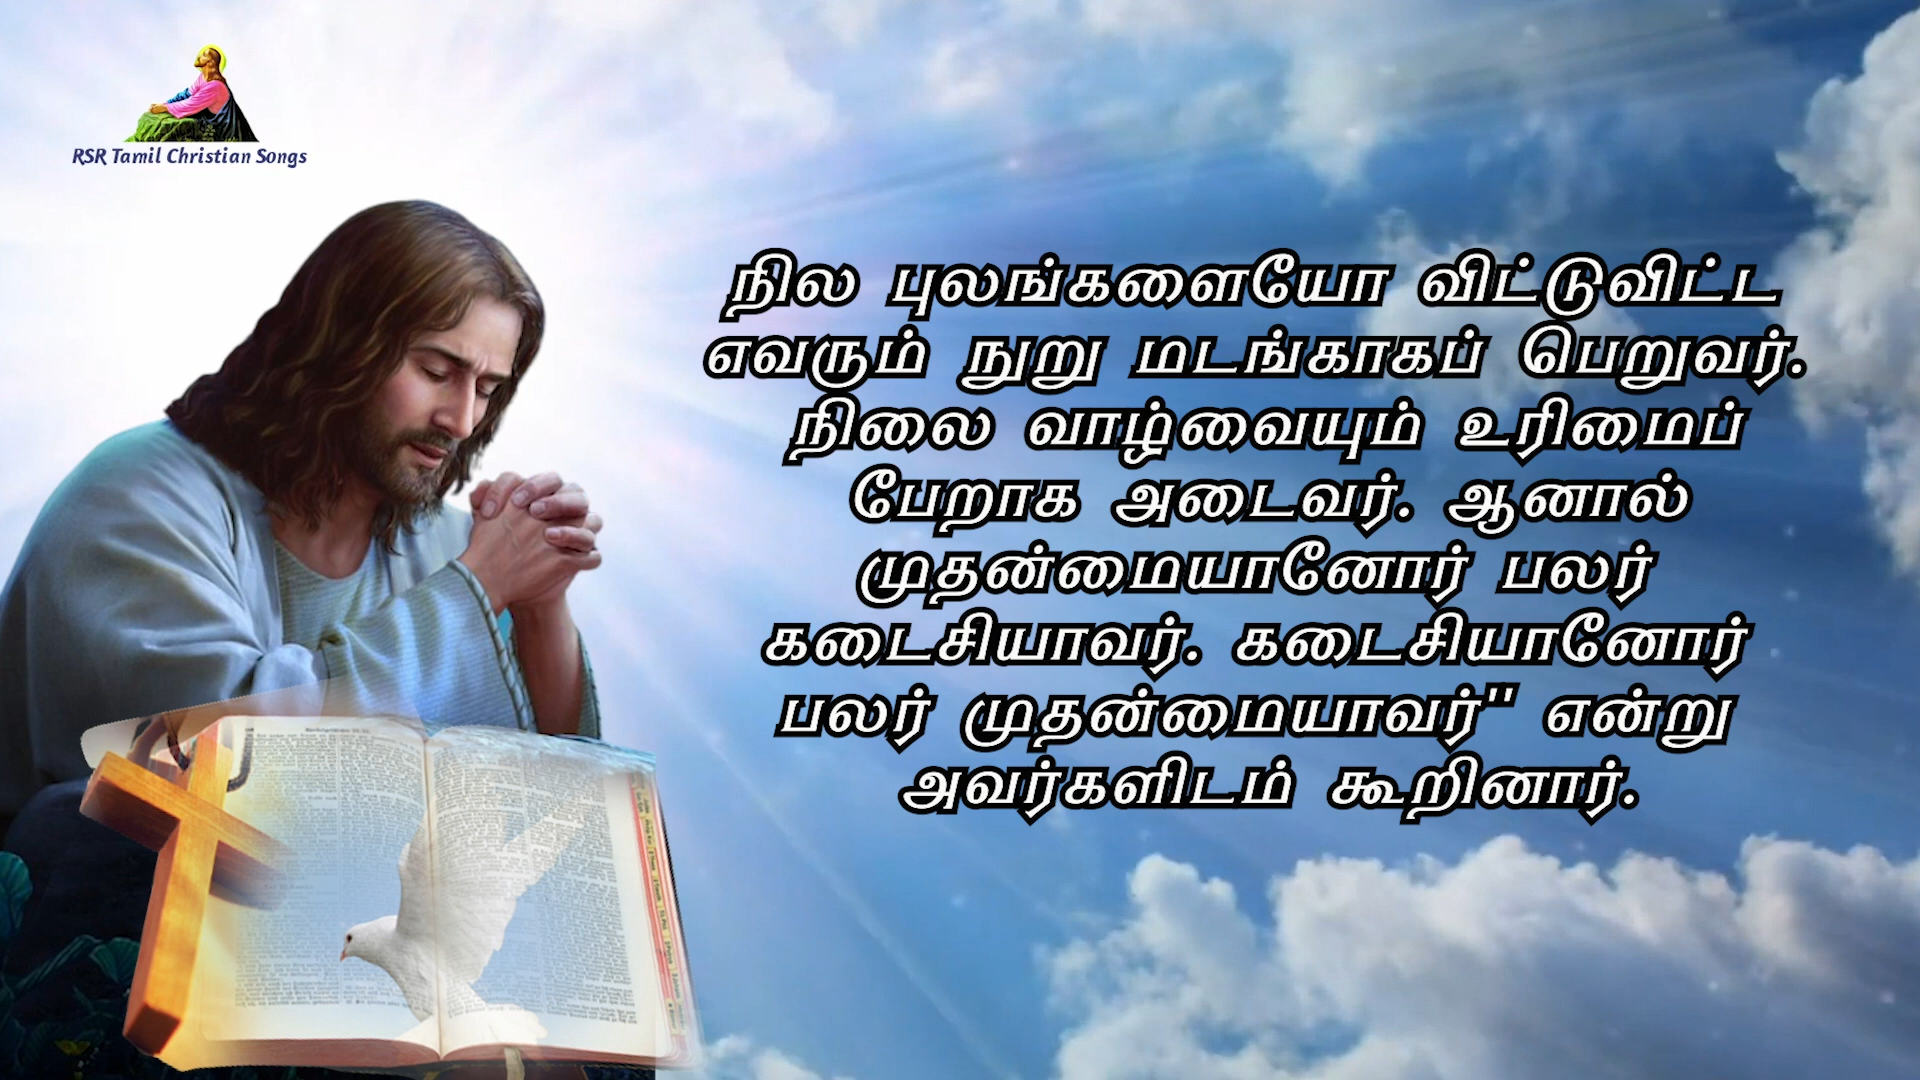 RSR Tamil Christian Songs
நில புலங்களையோ விட்டுவிட்ட
எவரும் நுறு மடங்காகப் பெறுவர்.
நிலை வாழ்வையும் உரிமைப்
பேறாக அடைவர். ஆனால்
முதன்மையானோர் பலர்
கடைசியாவர். கடைசியானோர்
பலர் முதன்மையாவர்" என்று
அவர்களிடம் கூறினார்.